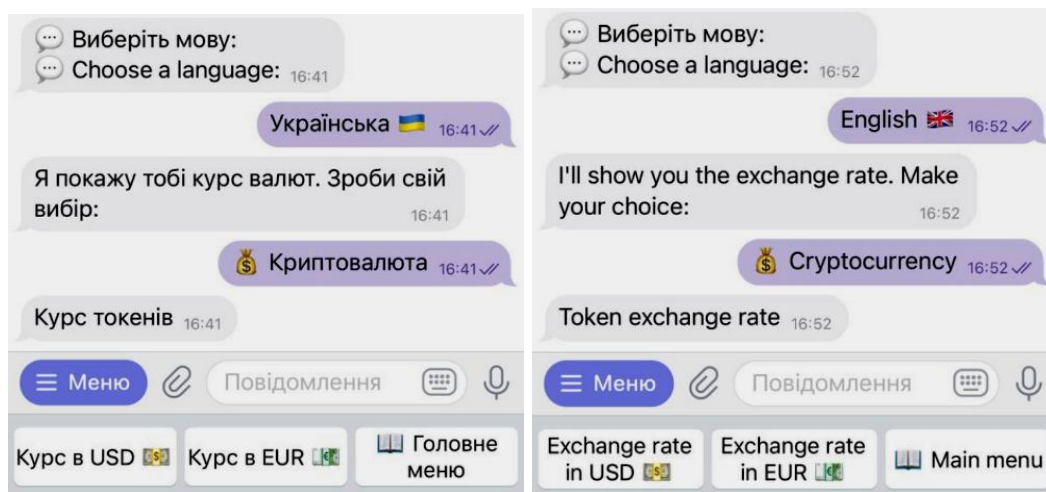 Виберіть мову:
Choose a language: 16:41
Українська 16:41
Я покажу тобі курс валют. Зроби свій
вибір: 16:41
Криптовалюта 16:41
Курс токенів 16:41
Меню Повідомлення
Курс в USD Курс в EUR Головне
меню
Виберіть мову:
Choose a language: 16:52
English 16:52
I'll show you the exchange rate. Make
your choice: 16:52
Cryptocurrency 16:52
Token exchange rate 16:52
Меню Повідомлення
Exchange rate
in USD
Exchange rate
in EUR
Main menu